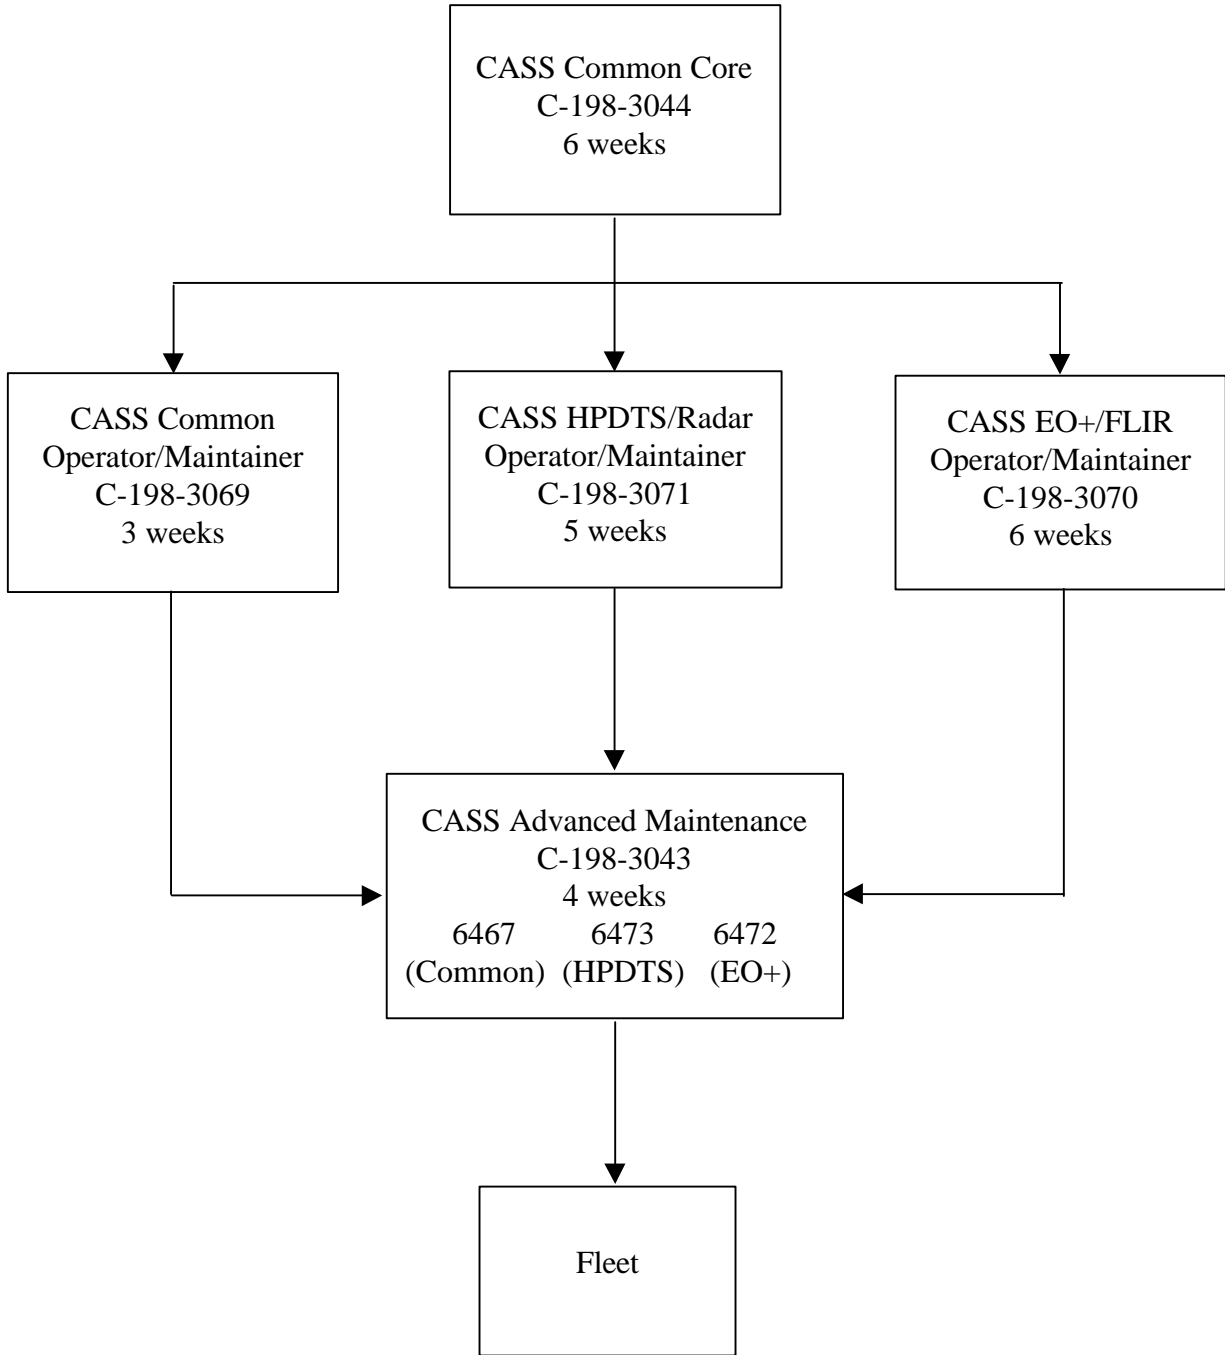 CASS Common Core
C-198-3044
6 weeks
CASS Common
Operator/Maintainer
C-198-3069
3 weeks
CASS HPDTS/Radar
Operator/Maintainer
C-198-3071
5 weeks
CASS EO+/FLIR
Operator/Maintainer
C-198-3070
6 weeks
CASS Advanced Maintenance
C-198-3043
4 weeks
6467 6473 6472
(Common) (HPDTS) (EO+)
Fleet